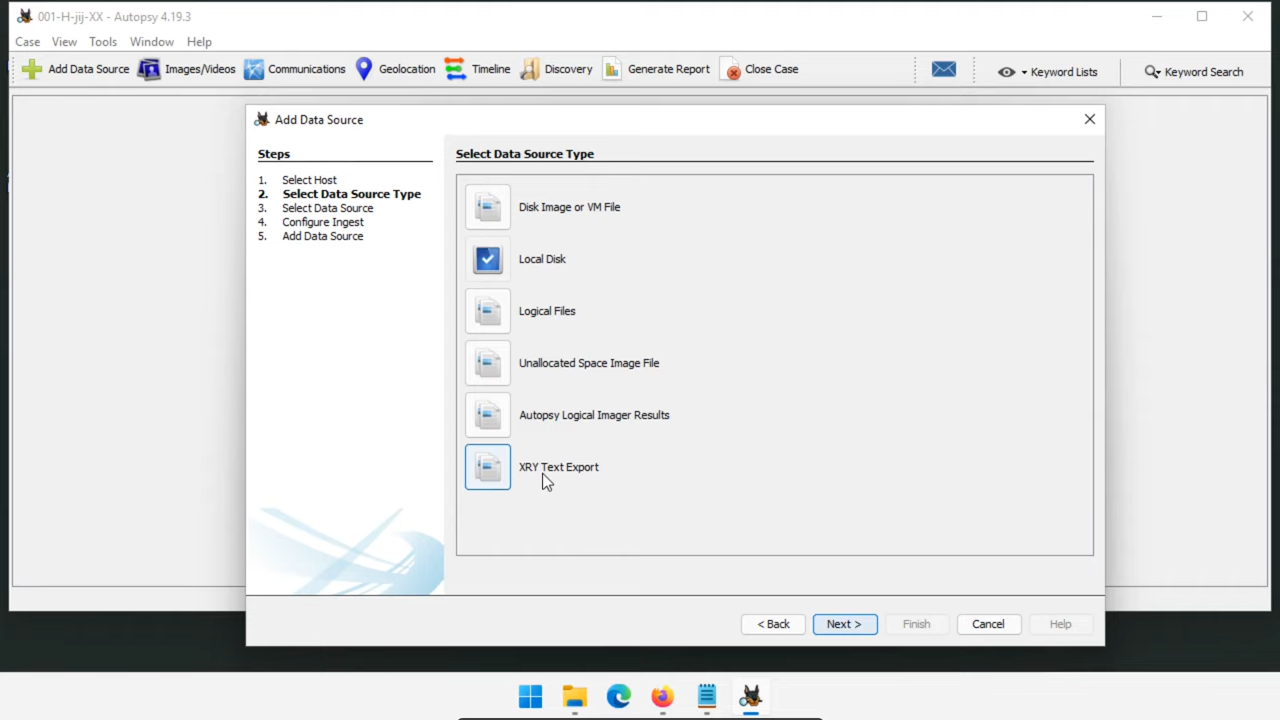 001-H-jij-XX - Autopsy 4.19.3
Case View Tools Window Help
Add Data Source Images/Videos Communications Geolocation Timeline Discovery Generate Report Close Case Keyword Lists Keyword Search
Add Data Source
Steps
1. Select Host
2. Select Data Source Type
3. Select Data Source
4. Configure Ingest
5. Add Data Source
Select Data Source Type
Disk Image or VM File
Local Disk
Logical Files
Unallocated Space Image File
Autopsy Logical Imager Results
XRY Text Export
< Back Next > Finish Cancel Help